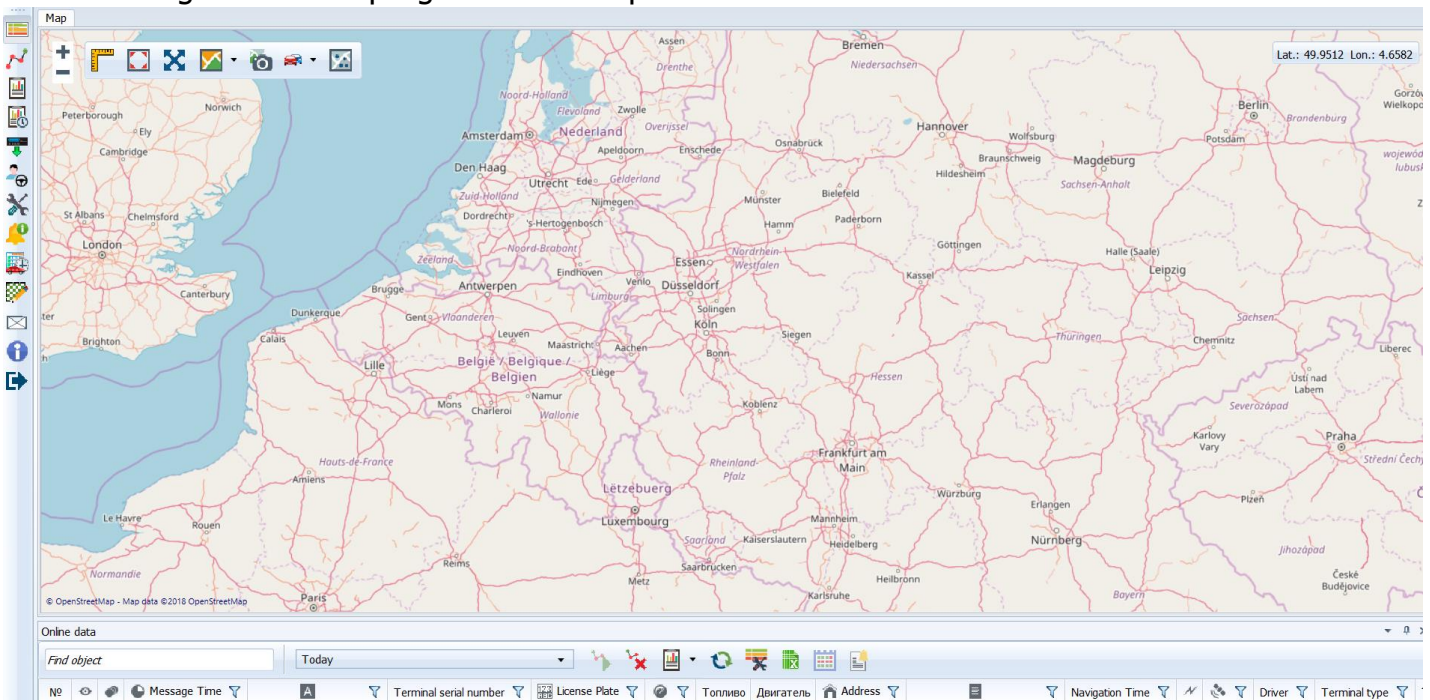 Map
Lat.: 49.9512 Lon.: 4.6582
Assen
Bremen
Drenthe
Niedersachsen
Noord-Holland
Flevoland
Zwolle
Peterborough
Norwich
Ely
Cambridge
Amsterdam
Nederland
Overijssel
Apeldoorn
Enschede
Osnabrück
Hannover
Wolfsburg
Braunschweig
Magdeburg
Berlin
Brandenburg
Potsdam
Den Haag
Utrecht
Ede
Gelderland
Hildesheim
Sachsen-Anhalt
Zuid-Holland
Nijmegen
Münster
Bielefeld
St Albans
Chelmsford
Dordrecht
's-Hertogenbosch
Hamm
Paderborn
London
Noord-Brabant
Nordrhein-
Westfalen
Göttingen
Halle (Saale)
Zeeland
Essen
Eindhoven
Venlo
Düsseldorf
Kassel
Leipzig
Canterbury
Brugge
Antwerpen
Limburg
Dunkerque
Gent
Vlaanderen
Solingen
Köln
Sachsen
Brighton
Calais
Leuven
Maastricht
Aachen
Bonn
Siegen
Thüringen
Chemnitz
Liberec
Lille
België / Belgique /
Belgien
Liège
Hessen
Ústí nad
Labem
Mons
Charleroi
Namur
Wallonie
Koblenz
Severozápad
Karlovy
Vary
Praha
Hauts-de-France
Amiens
Rheinland-
Pfalz
Frankfurt am
Main
Lëtzebuerg
Luxembourg
Würzburg
Erlangen
Plzeň
Le Havre
Rouen
Saarland
Kaiserslautern
Mannheim
Heidelberg
Nürnberg
Jihozápad
Reims
Metz
Saarbrücken
Heilbronn
České
Budějovice
Normandie
Paris
Karlsruhe
Bayern
© OpenStreetMap - Map data ©2018 OpenStreetMap
Online data
Find object
Today
№ Message Time A Terminal serial number License Plate Топливо Двигатель Address Navigation Time Driver Terminal type